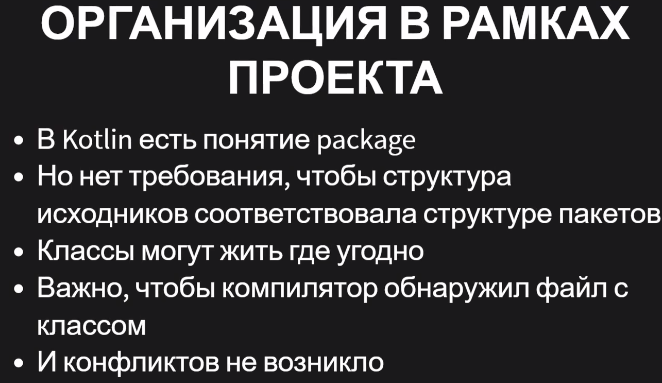 ОРГАНИЗАЦИЯ В РАМКАХ
ПРОЕКТА
• В Kotlin есть понятие package
• Но нет требования, чтобы структура
исходников соответствовала структуре пакетов
• Классы могут жить где угодно
• Важно, чтобы компилятор обнаружил файл с
классом
• И конфликтов не возникло